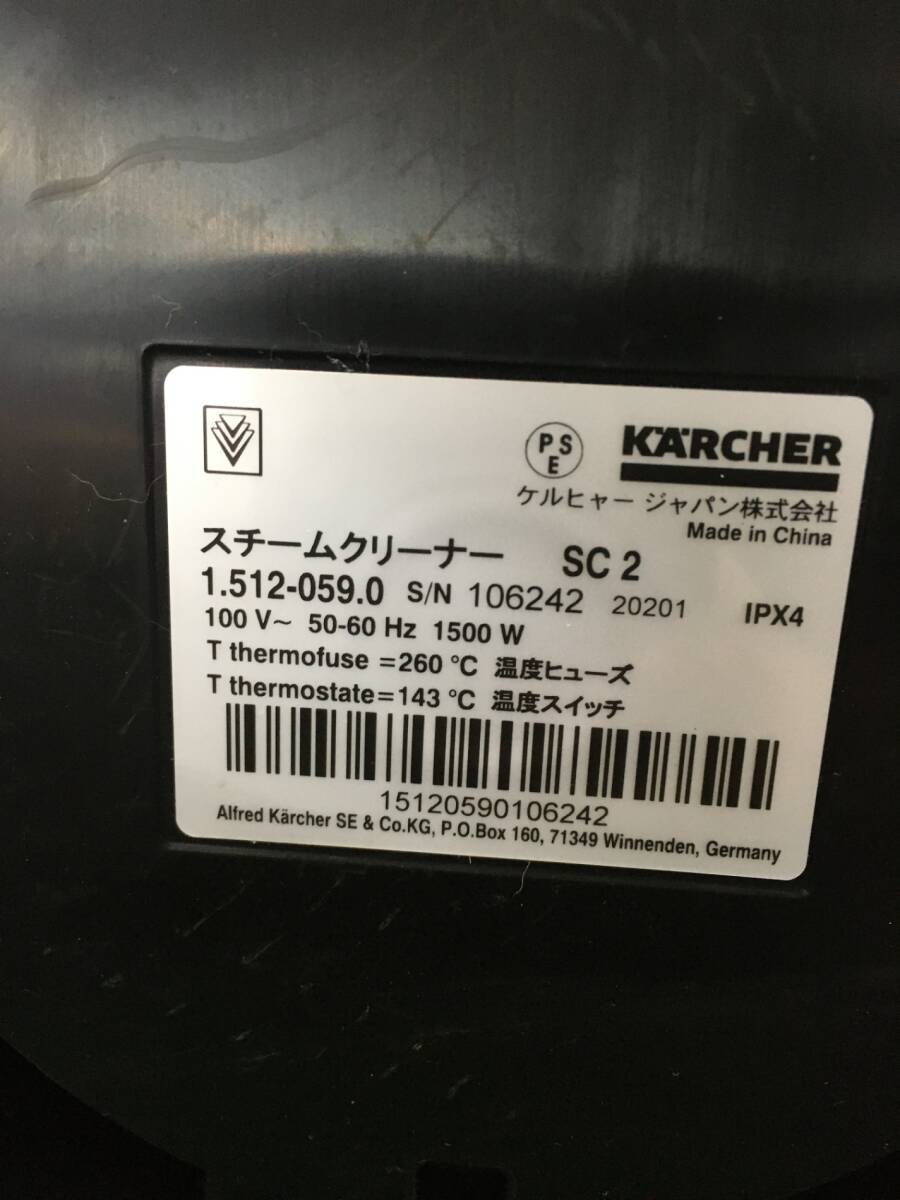 PSE
KÄRCHER
ケルヒャー ジャパン株式会社
Made in China
スチームクリーナー SC 2
1.512-059.0 S/N 106242 20201 IPX4
100 V~ 50-60 Hz 1500 W
T thermofuse =260 °C 温度ヒューズ
T thermostate=143 °C 温度スイッチ
15120590106242
Alfred Kärcher SE & Co.KG, P.O.Box 160, 71349 Winnenden, Germany